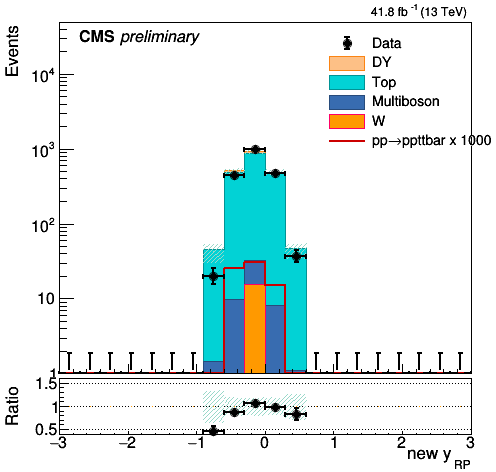 41.8 fb⁻¹ (13 TeV)
CMS preliminary
Events
Data
DY
Top
Multiboson
W
pp→ppttbar x 1000
10⁴
10³
10²
10
1
Ratio
1.5
1
0.5
−3 −2 −1 0 1 2 3
new y_RP